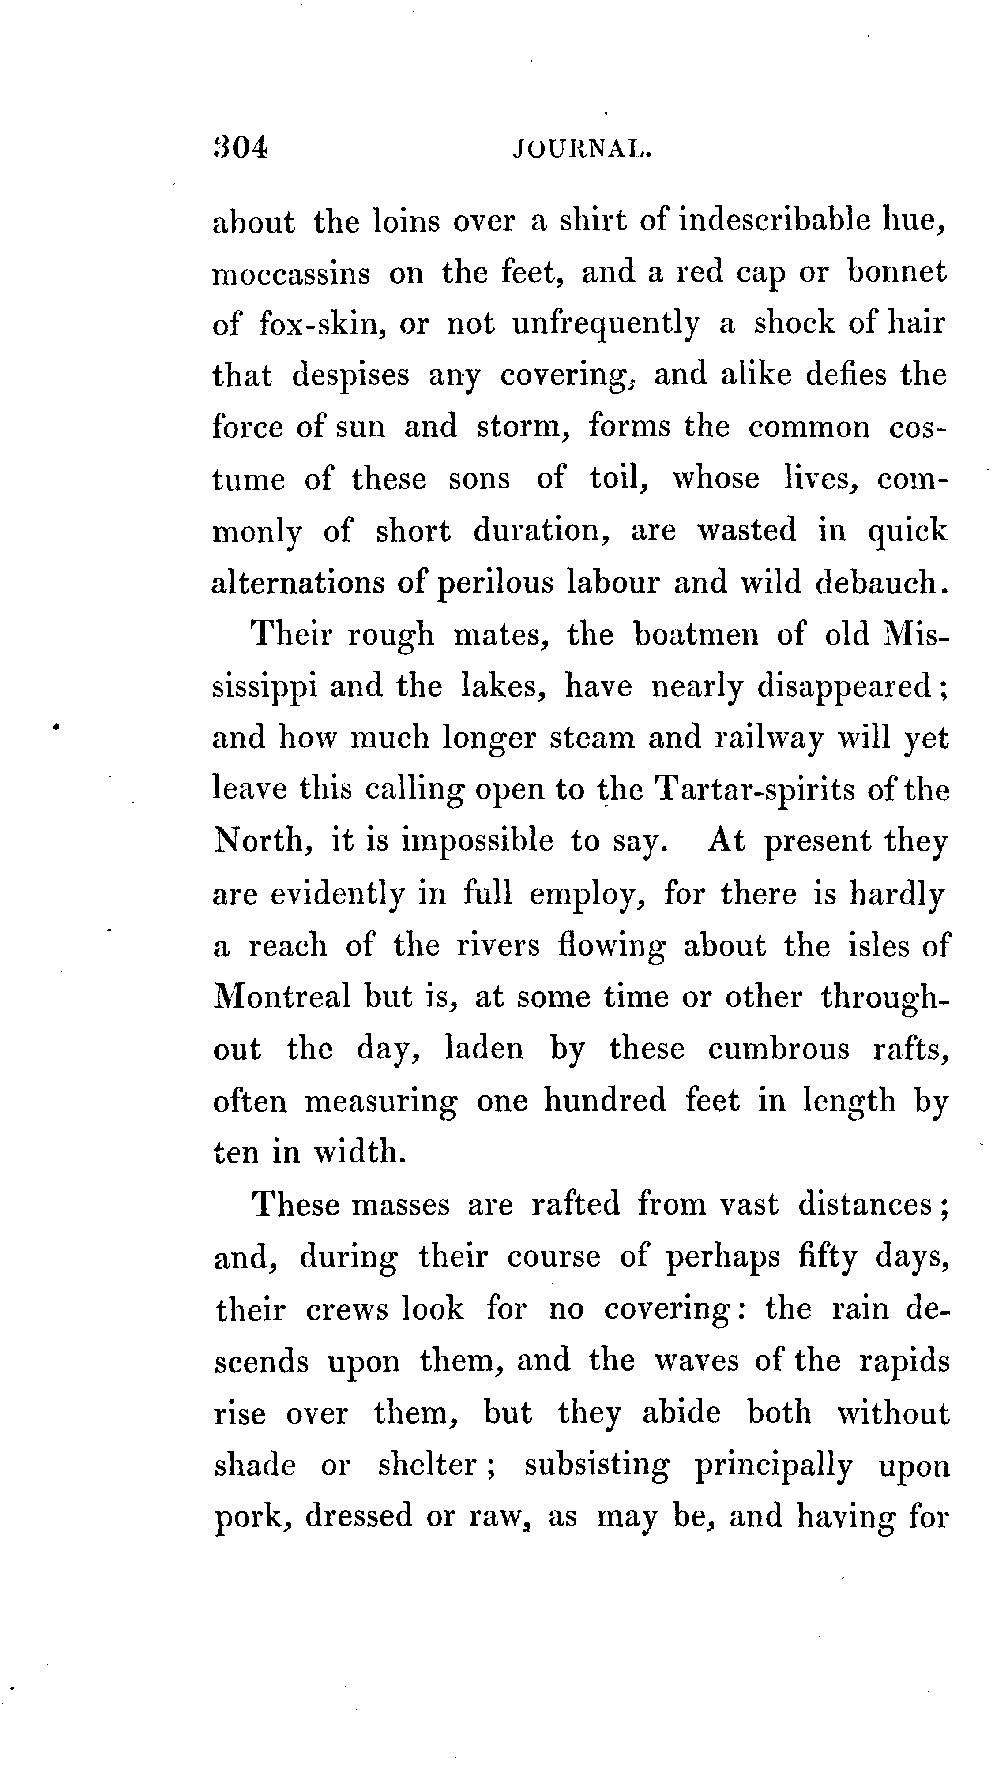 304 JOURNAL.
about the loins over a shirt of indescribable hue,
moccassins on the feet, and a red cap or bonnet
of fox-skin, or not unfrequently a shock of hair
that despises any covering, and alike defies the
force of sun and storm, forms the common cos-
tume of these sons of toil, whose lives, com-
monly of short duration, are wasted in quick
alternations of perilous labour and wild debauch.
Their rough mates, the boatmen of old Mis-
sissippi and the lakes, have nearly disappeared;
and how much longer steam and railway will yet
leave this calling open to the Tartar-spirits of the
North, it is impossible to say. At present they
are evidently in full employ, for there is hardly
a reach of the rivers flowing about the isles of
Montreal but is, at some time or other through-
out the day, laden by these cumbrous rafts,
often measuring one hundred feet in length by
ten in width.
These masses are rafted from vast distances;
and, during their course of perhaps fifty days,
their crews look for no covering: the rain de-
scends upon them, and the waves of the rapids
rise over them, but they abide both without
shade or shelter; subsisting principally upon
pork, dressed or raw, as may be, and having for